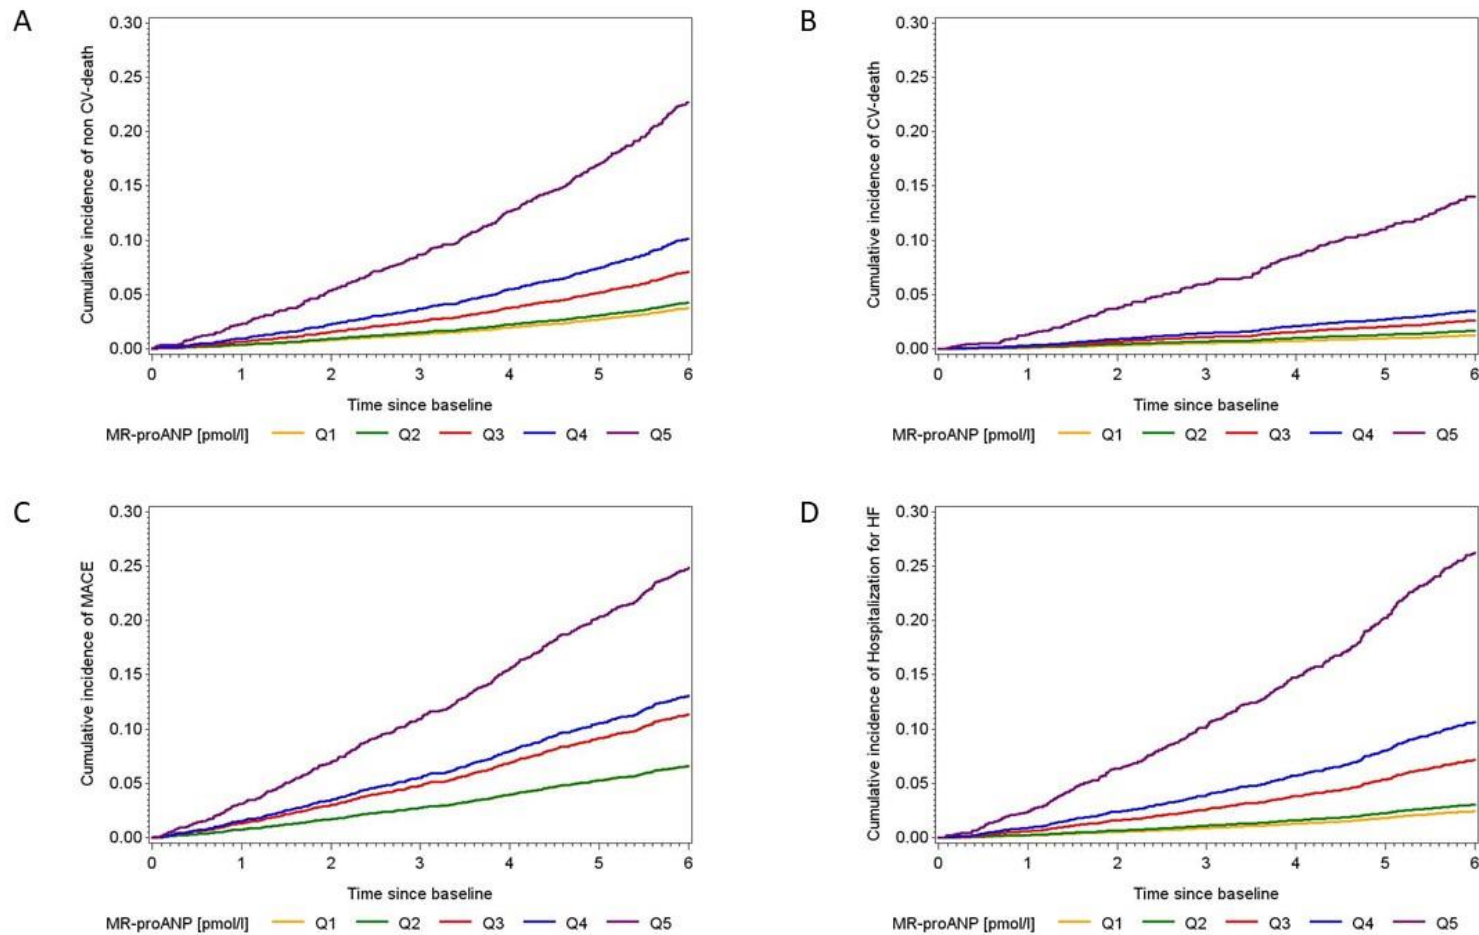 A
Cumulative incidence of non CV-death
0.30
0.25
0.20
0.15
0.10
0.05
0.00
0 1 2 3 4 5 6
Time since baseline
MR-proANP [pmol/l] Q1 Q2 Q3 Q4 Q5
B
Cumulative incidence of CV-death
0.30
0.25
0.20
0.15
0.10
0.05
0.00
0 1 2 3 4 5 6
Time since baseline
MR-proANP [pmol/l] Q1 Q2 Q3 Q4 Q5
C
Cumulative incidence of MACE
0.30
0.25
0.20
0.15
0.10
0.05
0.00
0 1 2 3 4 5 6
Time since baseline
MR-proANP [pmol/l] Q1 Q2 Q3 Q4 Q5
D
Cumulative incidence of Hospitalization for HF
0.30
0.25
0.20
0.15
0.10
0.05
0.00
0 1 2 3 4 5 6
Time since baseline
MR-proANP [pmol/l] Q1 Q2 Q3 Q4 Q5